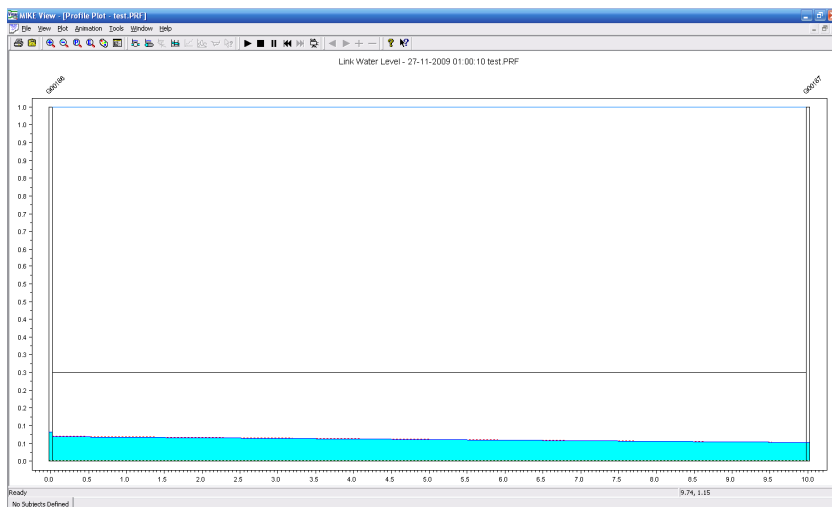 MIKE View - [Profile Plot - test.PRF]
File View Plot Animation Tools Window Help
Link Water Level - 27-11-2009 01:00:10 test.PRF
G00166
G00167
1.0
1.0
0.9
0.9
0.8
0.8
0.7
0.7
0.6
0.6
0.5
0.5
0.4
0.4
0.3
0.3
0.2
0.2
0.1
0.1
0.0
0.0 0.5 1.0 1.5 2.0 2.5 3.0 3.5 4.0 4.5 5.0 5.5 6.0 6.5 7.0 7.5 8.0 8.5 9.0 9.5 10.0
Ready
9.74, 1.15
No Subjects Defined